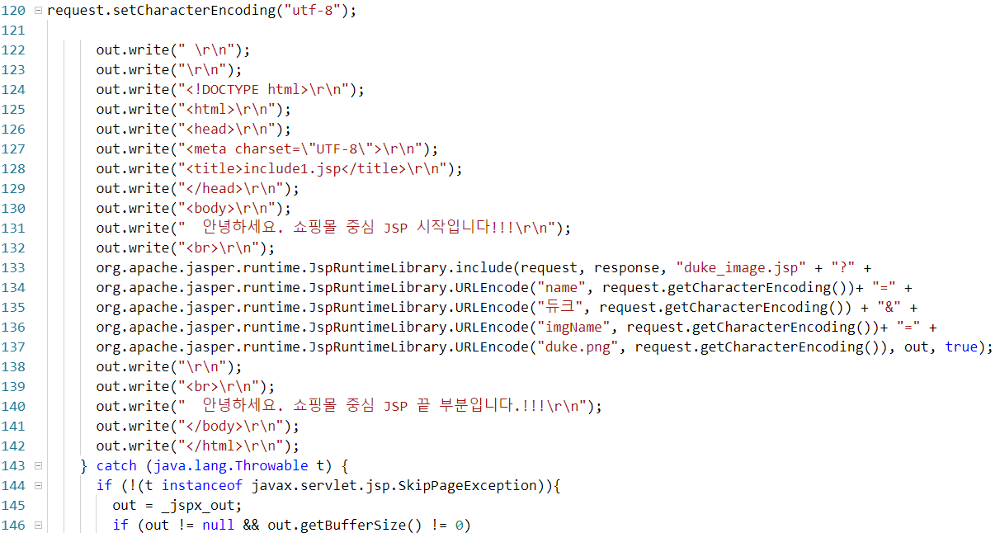 120 request.setCharacterEncoding("utf-8");
121
122 out.write(" \r\n");
123 out.write("\r\n");
124 out.write("<!DOCTYPE html>\r\n");
125 out.write("<html>\r\n");
126 out.write("<head>\r\n");
127 out.write("<meta charset=\"UTF-8\">\r\n");
128 out.write("<title>include1.jsp</title>\r\n");
129 out.write("</head>\r\n");
130 out.write("<body>\r\n");
131 out.write("  안녕하세요. 쇼핑몰 중심 JSP 시작입니다!!!\r\n");
132 out.write("<br>\r\n");
133 org.apache.jasper.runtime.JspRuntimeLibrary.include(request, response, "duke_image.jsp" + "?" +
134 org.apache.jasper.runtime.JspRuntimeLibrary.URLEncode("name", request.getCharacterEncoding())+ "=" +
135 org.apache.jasper.runtime.JspRuntimeLibrary.URLEncode("듀크", request.getCharacterEncoding()) + "&" +
136 org.apache.jasper.runtime.JspRuntimeLibrary.URLEncode("imgName", request.getCharacterEncoding())+ "=" +
137 org.apache.jasper.runtime.JspRuntimeLibrary.URLEncode("duke.png", request.getCharacterEncoding()), out, true);
138 out.write("\r\n");
139 out.write("<br>\r\n");
140 out.write("  안녕하세요. 쇼핑몰 중심 JSP 끝 부분입니다.!!!\r\n");
141 out.write("</body>\r\n");
142 out.write("</html>\r\n");
143 } catch (java.lang.Throwable t) {
144 if (!(t instanceof javax.servlet.jsp.SkipPageException)){
145 out = _jspx_out;
146 if (out != null && out.getBufferSize() != 0)